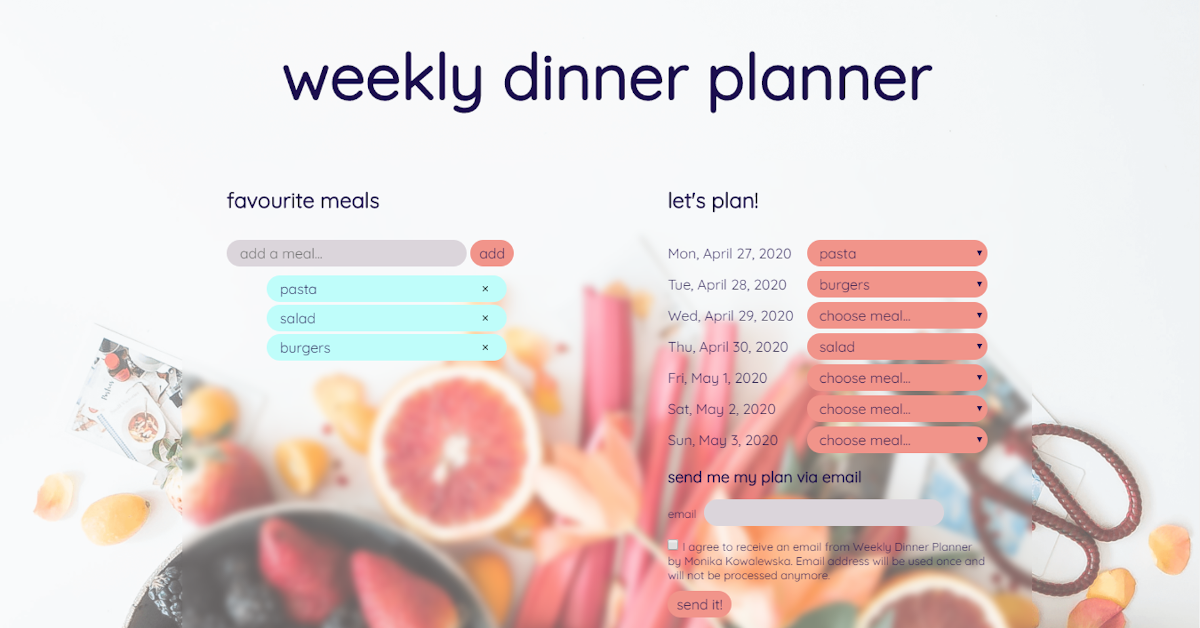 weekly dinner planner
favourite meals
add a meal...
add
pasta ×
salad ×
burgers ×
let's plan!
Mon, April 27, 2020 pasta
Tue, April 28, 2020 burgers
Wed, April 29, 2020 choose meal...
Thu, April 30, 2020 salad
Fri, May 1, 2020 choose meal...
Sat, May 2, 2020 choose meal...
Sun, May 3, 2020 choose meal...
send me my plan via email
email
I agree to receive an email from Weekly Dinner Planner
by Monika Kowalewska. Email address will be used once and
will not be processed anymore.
send it!